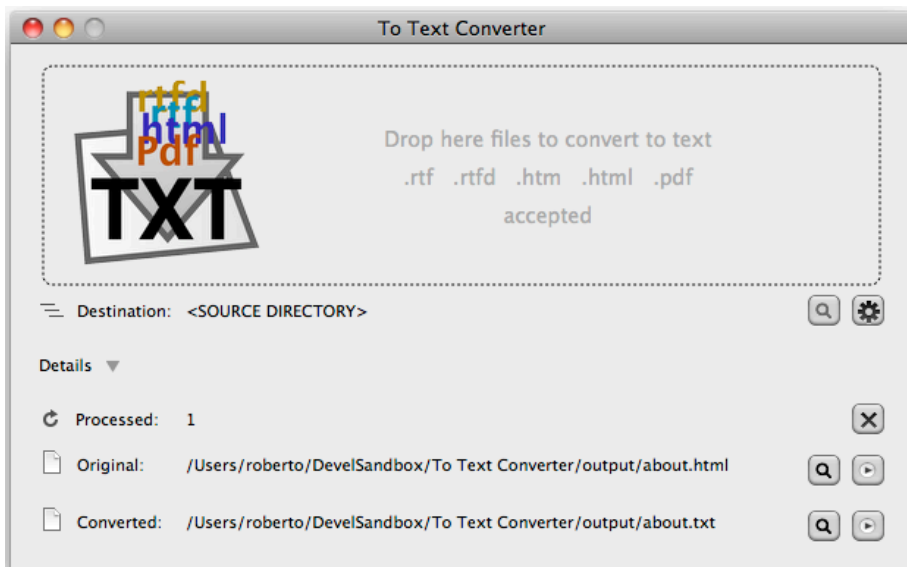 To Text Converter
rtfd
rtf
html
Pdf
TXT
Drop here files to convert to text
.rtf .rtfd .htm .html .pdf
accepted
Destination: <SOURCE DIRECTORY>
Details
Processed: 1
Original: /Users/roberto/DevelSandbox/To Text Converter/output/about.html
Converted: /Users/roberto/DevelSandbox/To Text Converter/output/about.txt